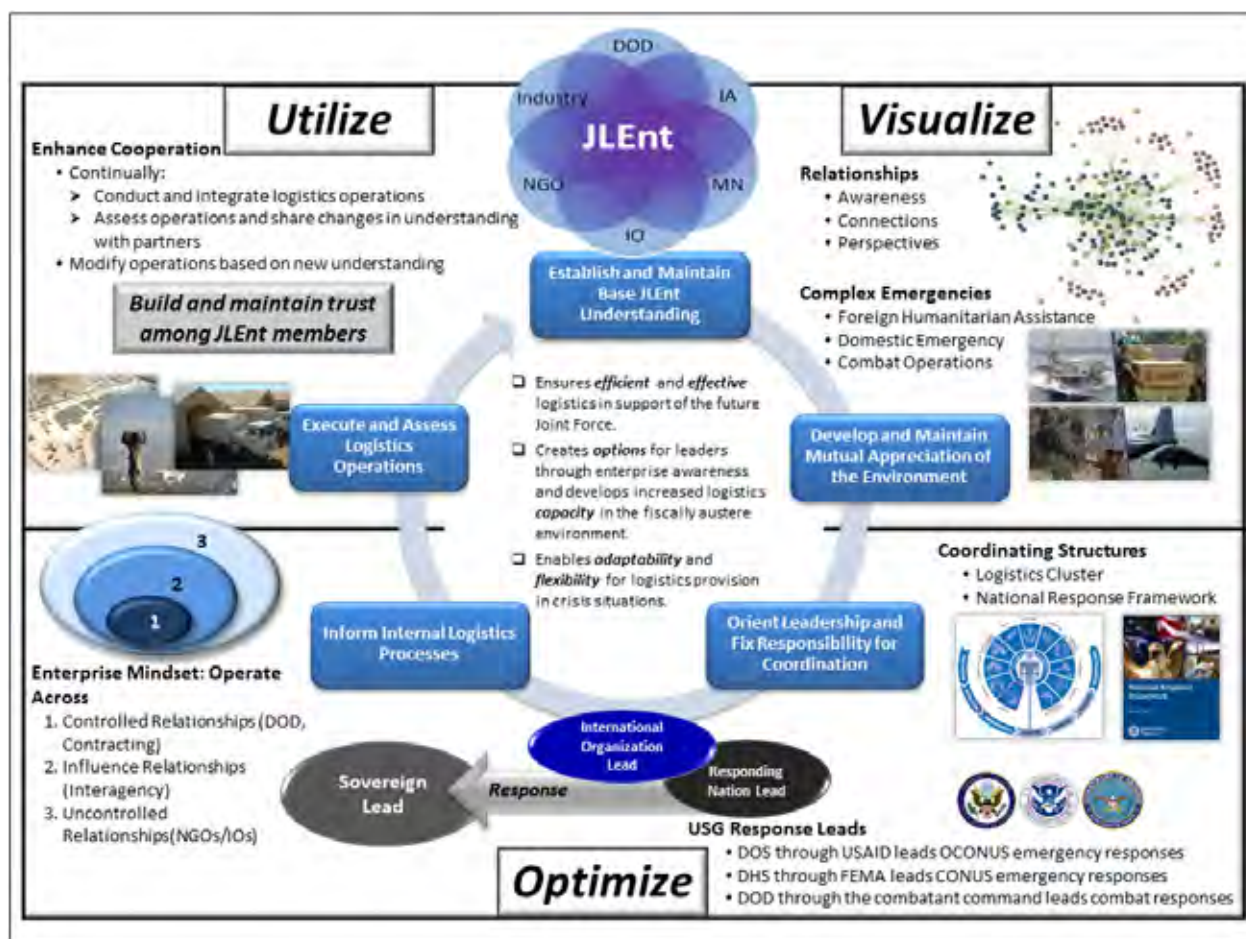 DOD
Industry
IA
JLEnt
NGO
MN
IO
Utilize
Enhance Cooperation
• Continually:
➤ Conduct and integrate logistics operations
➤ Assess operations and share changes in understanding
with partners
• Modify operations based on new understanding
Build and maintain trust
among JLEnt members
Visualize
Relationships
• Awareness
• Connections
• Perspectives
Complex Emergencies
• Foreign Humanitarian Assistance
• Domestic Emergency
• Combat Operations
Establish and Maintain
Base JLEnt
Understanding
Execute and Assess
Logistics
Operations
❑ Ensures efficient and effective
logistics in support of the future
Joint Force.
❑ Creates options for leaders
through enterprise awareness
and develops increased logistics
capacity in the fiscally austere
environment.
❑ Enables adaptability and
flexibility for logistics provision
in crisis situations.
Develop and Maintain
Mutual Appreciation of
the Environment
3
2
1
Enterprise Mindset: Operate
Across
1. Controlled Relationships (DOD,
Contracting)
2. Influence Relationships
(Interagency)
3. Uncontrolled
Relationships(NGOs/IOs)
Inform Internal Logistics
Processes
Orient Leadership and
Fix Responsibility for
Coordination
Coordinating Structures
• Logistics Cluster
• National Response Framework
International
Organization
Lead
Sovereign
Lead
Response
Responding
Nation Lead
USG Response Leads
• DOS through USAID leads OCONUS emergency responses
• DHS through FEMA leads CONUS emergency responses
• DOD through the combatant command leads combat responses
Optimize